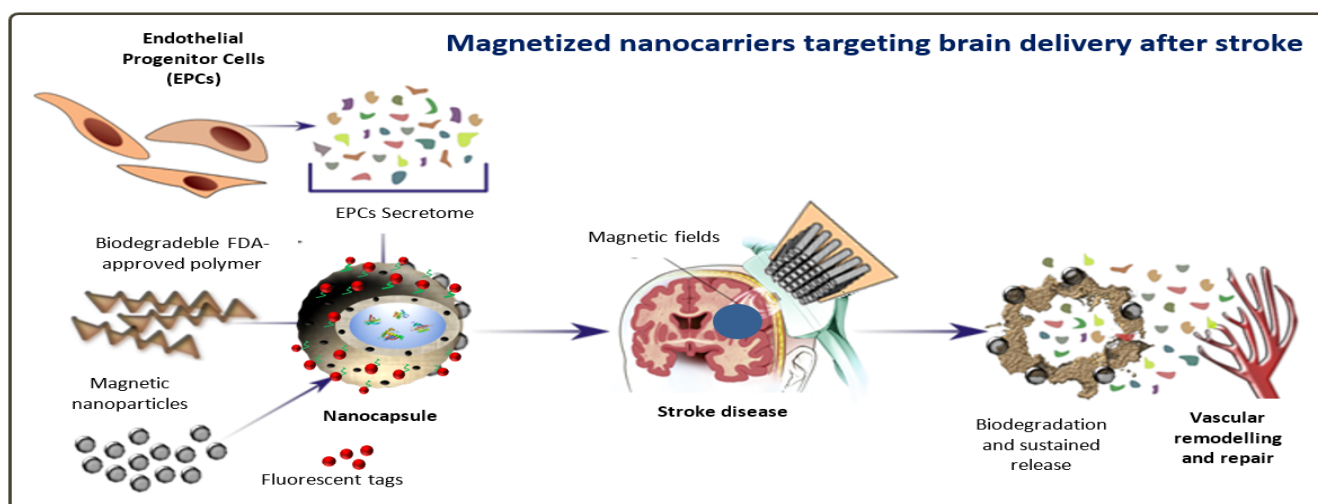 Magnetized nanocarriers targeting brain delivery after stroke
Endothelial
Progenitor Cells
(EPCs)
EPCs Secretome
Biodegradeble FDA-
approved polymer
Magnetic
nanoparticles
Nanocapsule
Fluorescent tags
Magnetic fields
Stroke disease
Biodegradation
and sustained
release
Vascular
remodelling
and repair